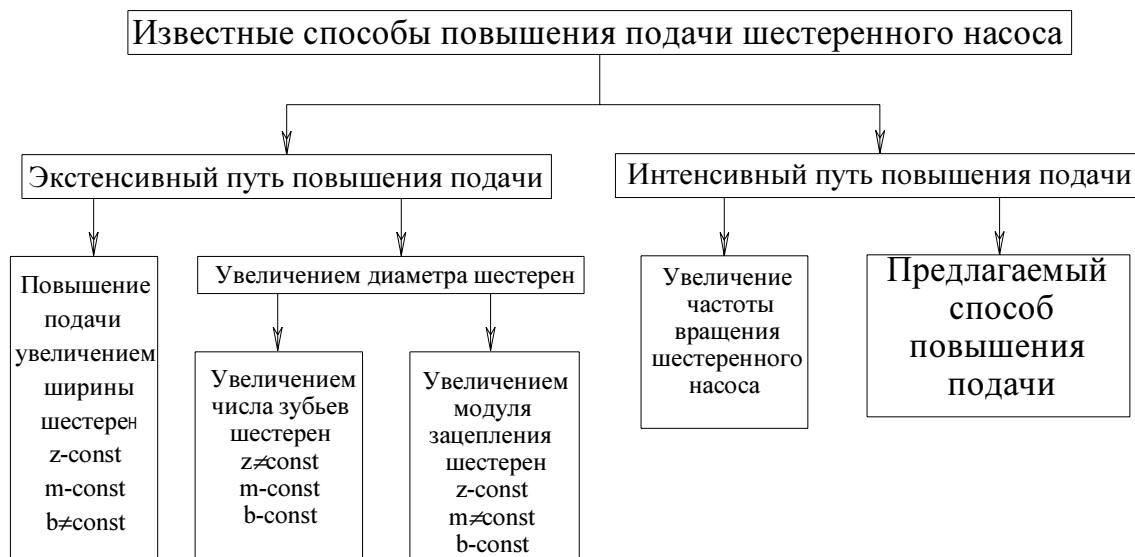 Известные способы повышения подачи шестеренного насоса
Экстенсивный путь повышения подачи
Интенсивный путь повышения подачи
Повышение
подачи
увеличением
ширины
шестерен
z-const
m-const
b≠const
Увеличением диаметра шестерен
Увеличением
числа зубьев
шестерен
z≠const
m-const
b-const
Увеличением
модуля
зацепления
шестерен
z-const
m≠const
b-const
Увеличение
частоты
вращения
шестеренного
насоса
Предлагаемый
способ
повышения
подачи